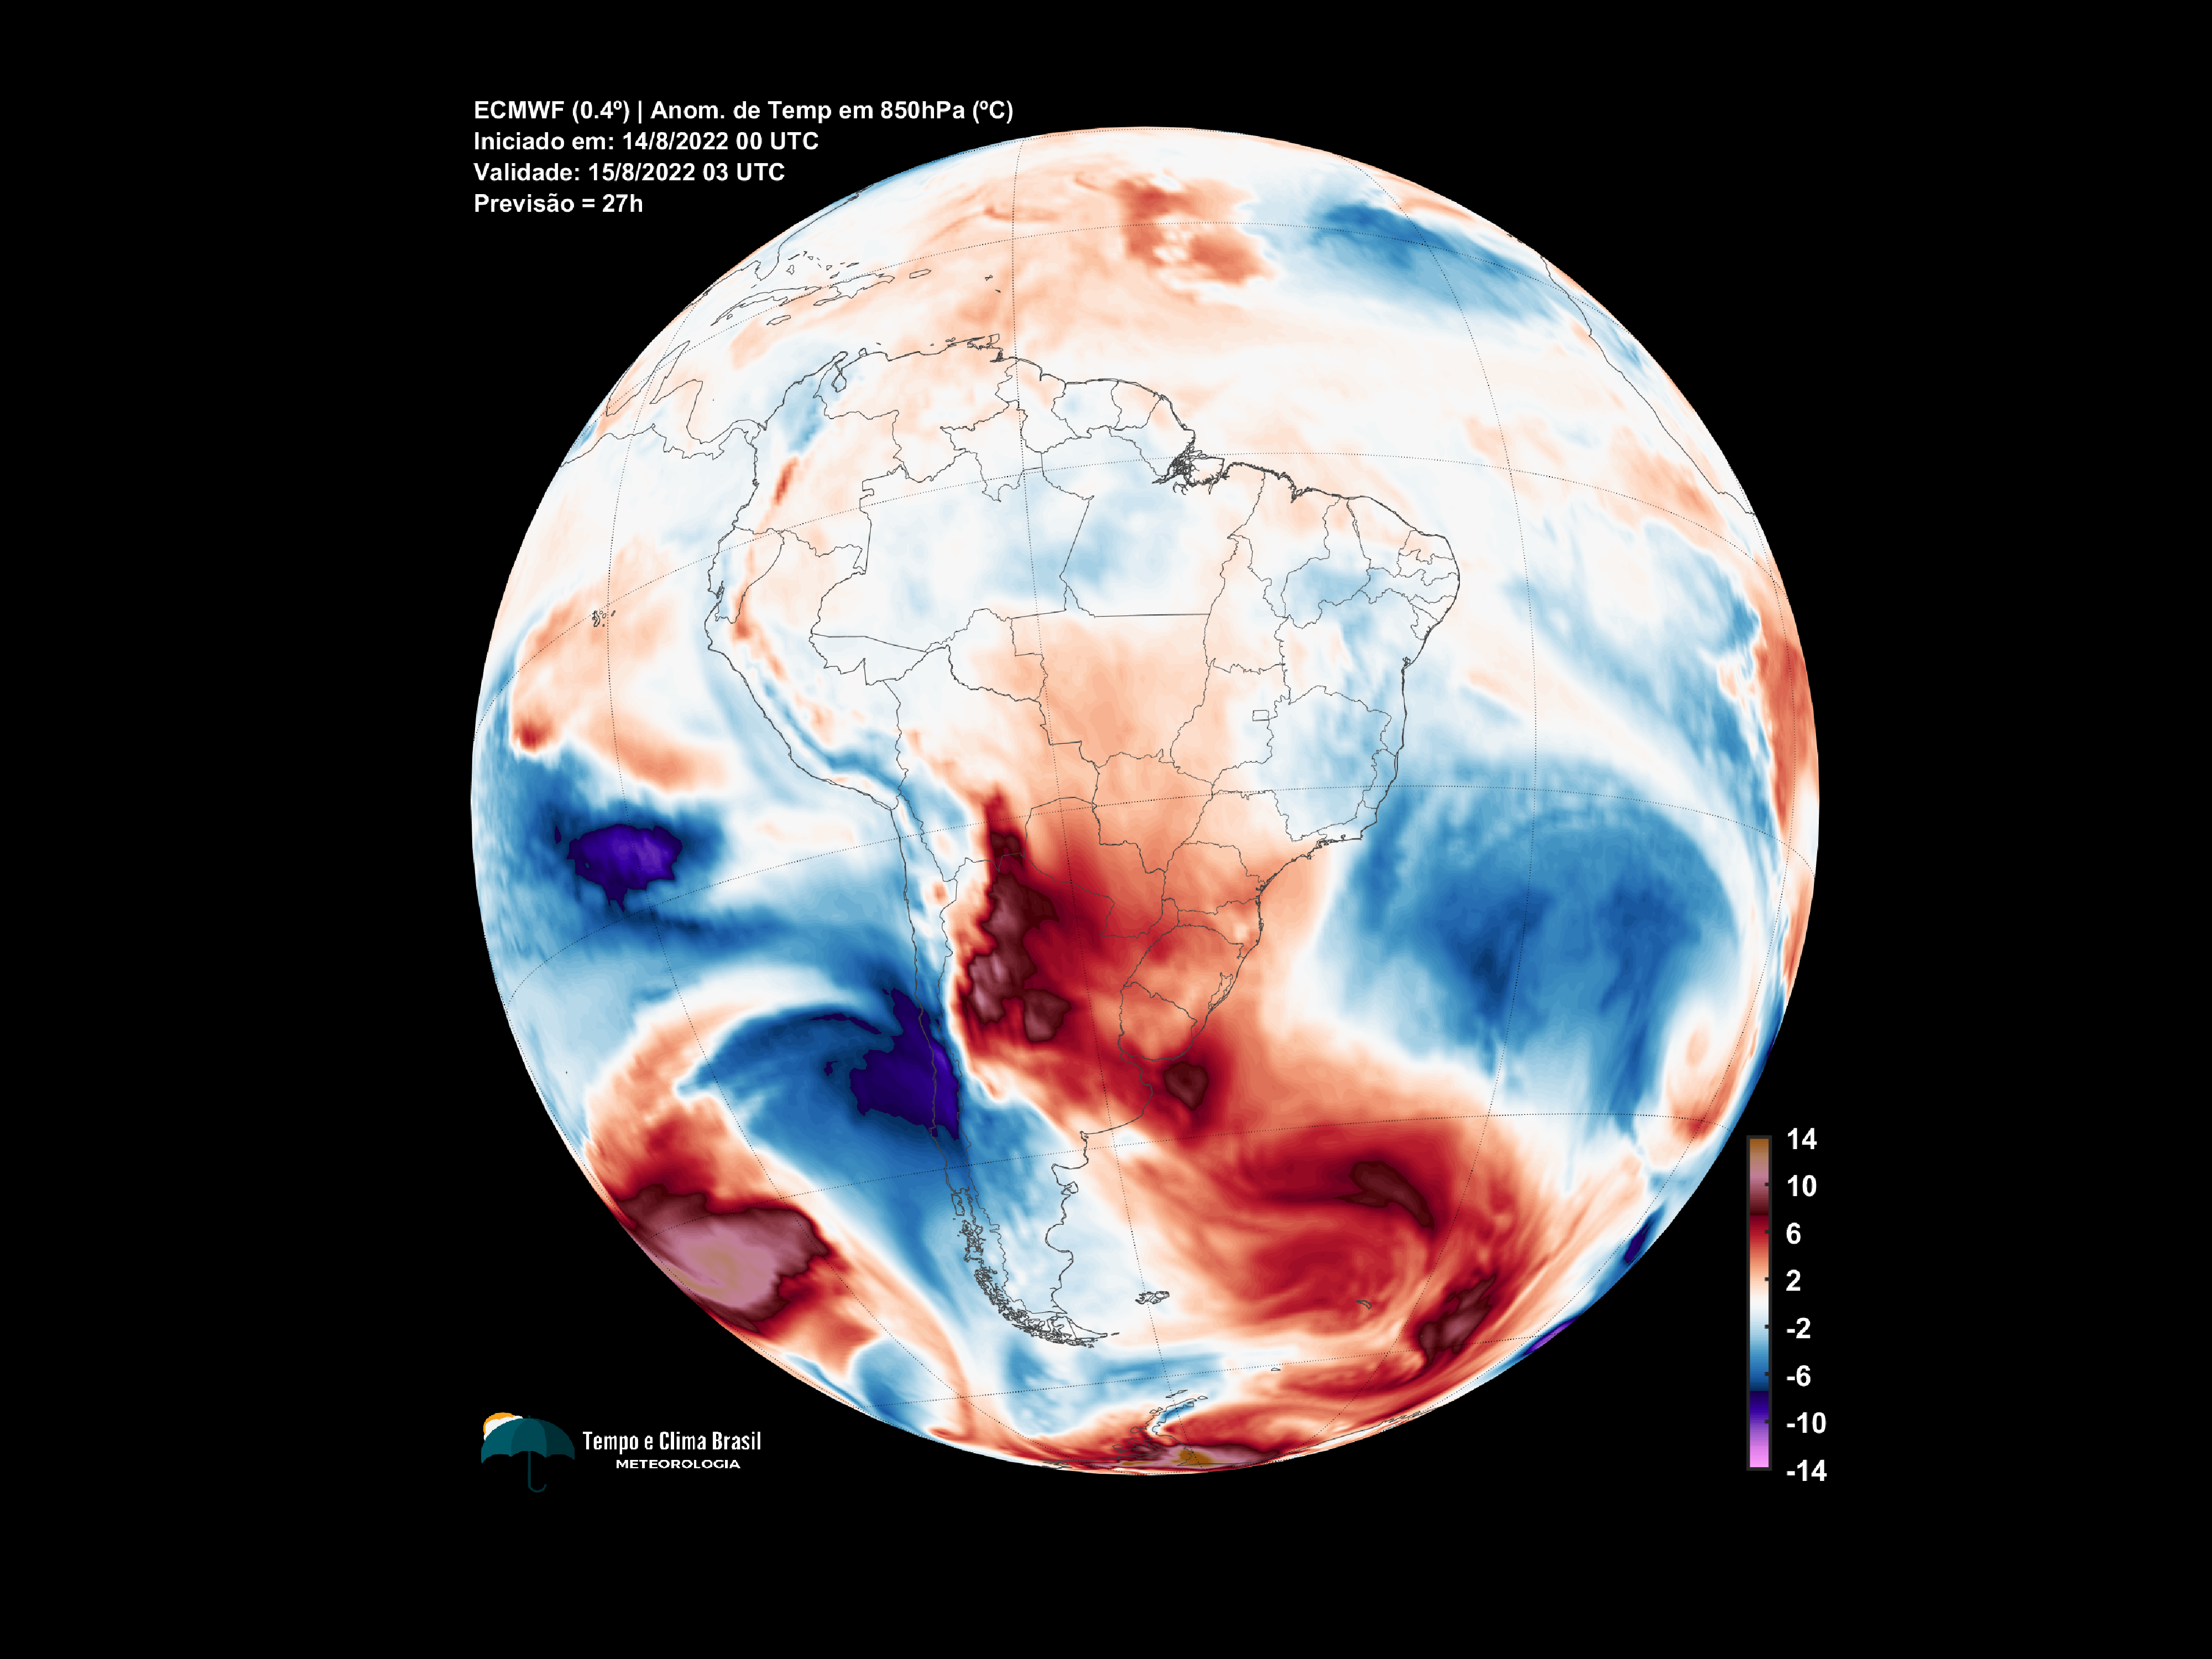 ECMWF (0.4º) | Anom. de Temp em 850hPa (ºC)
Iniciado em: 14/8/2022 00 UTC
Validade: 15/8/2022 03 UTC
Previsão = 27h
14
10
6
2
-2
-6
-10
-14
Tempo e Clima Brasil
METEOROLOGIA